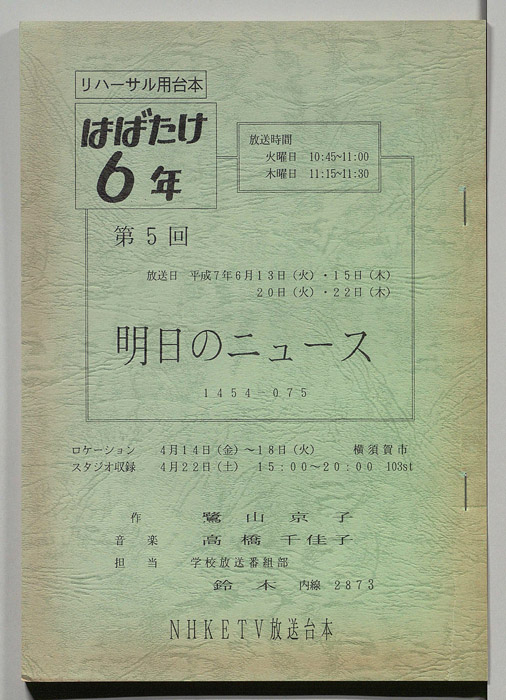 リハーサル用台本
はばたけ
6年
放送時間
火曜日 10:45~11:00
木曜日 11:15~11:30
第5回
放送日 平成7年6月13日(火)・15日(木)
20日(火)・22日(木)
明日のニュース
1454-075
ロケーション 4月14日(金)～18日(火) 横須賀市
スタジオ収録 4月22日(土) 15:00～20:00 103st
作 鷺山京子
音楽 高橋千佳子
担当 学校放送番組部
鈴木 内線 2873
NHKETV放送台本